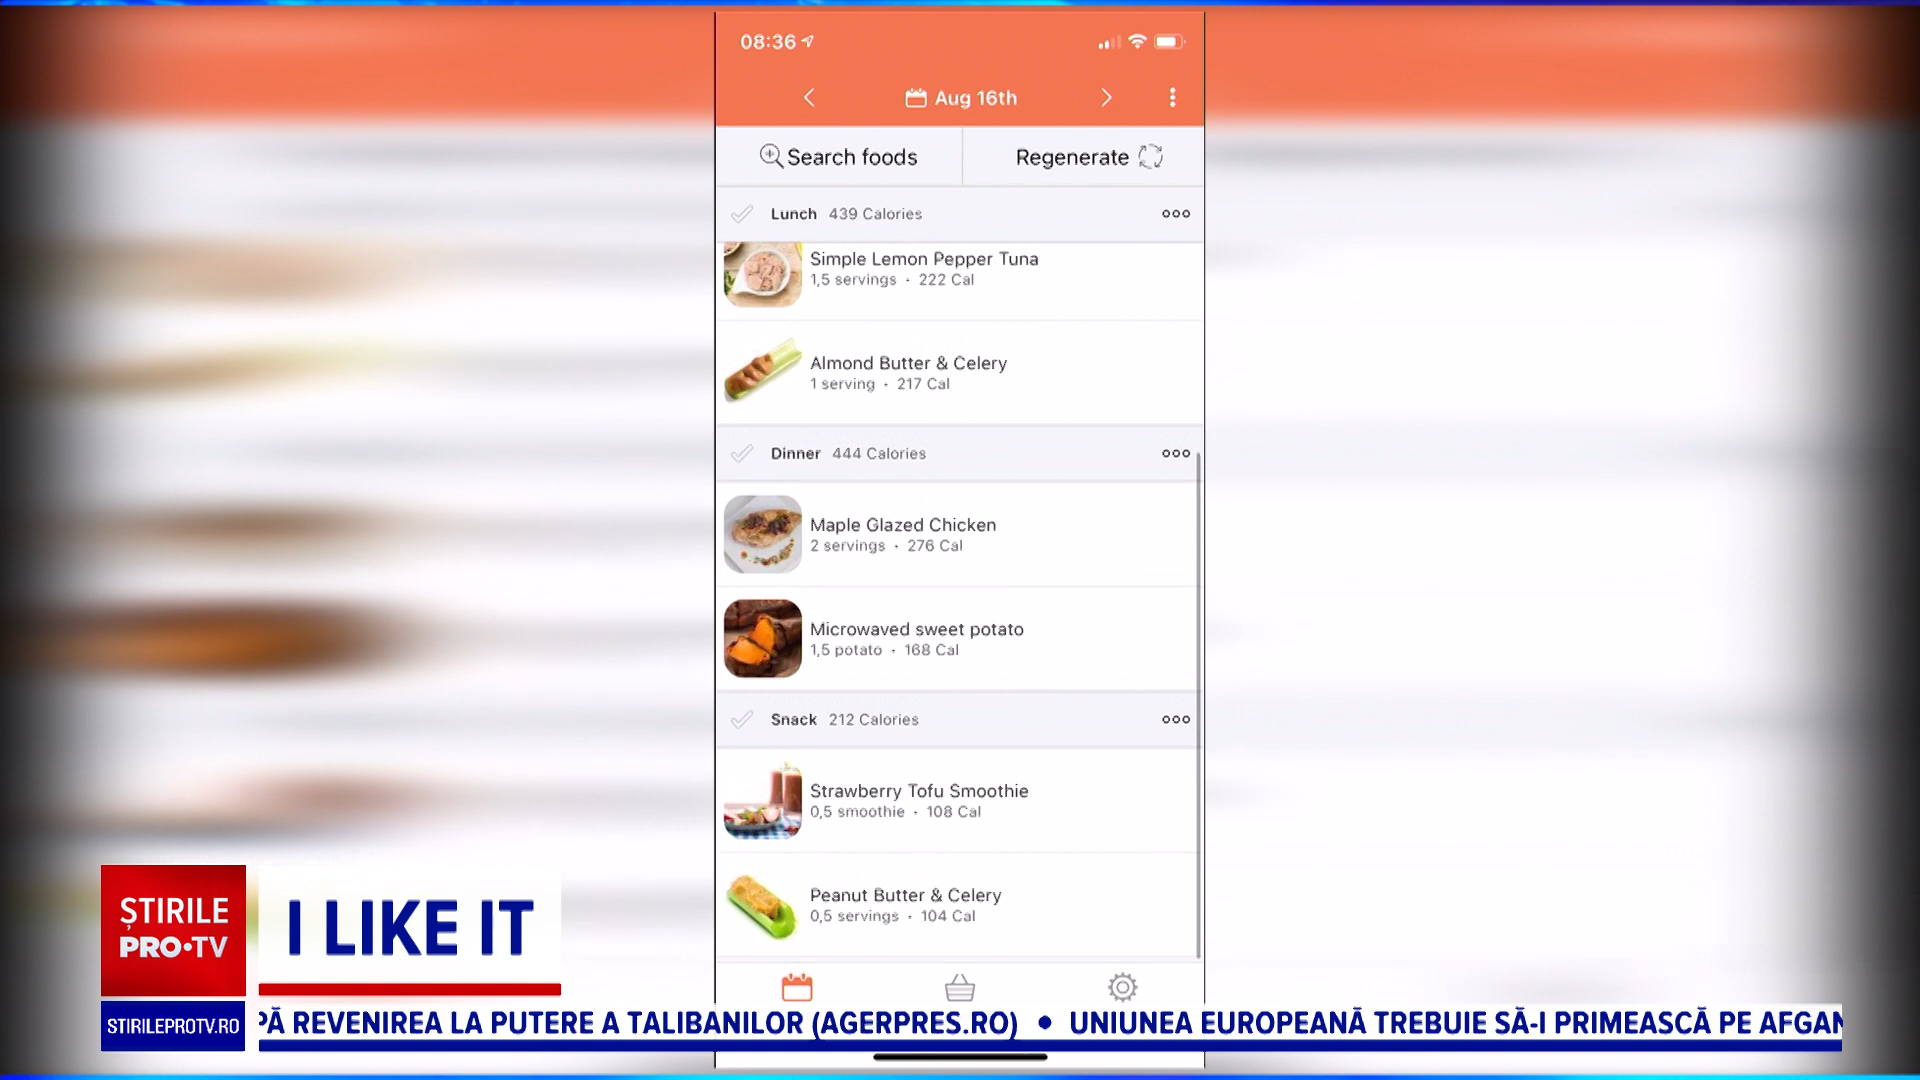 08:36
Aug 16th
Search foods
Regenerate
Lunch 439 Calories
Simple Lemon Pepper Tuna
1,5 servings · 222 Cal
Almond Butter & Celery
1 serving · 217 Cal
Dinner 444 Calories
Maple Glazed Chicken
2 servings · 276 Cal
Microwaved sweet potato
1,5 potato · 168 Cal
Snack 212 Calories
Strawberry Tofu Smoothie
0,5 smoothie · 108 Cal
Peanut Butter & Celery
0,5 servings · 104 Cal
ȘTIRILE
PRO•TV
I LIKE IT
STIRILEPROTV.RO
PĂ REVENIREA LA PUTERE A TALIBANILOR (AGERPRES.RO) • UNIUNEA EUROPEANĂ TREBUIE SĂ-I PRIMEASCĂ PE AFGAN